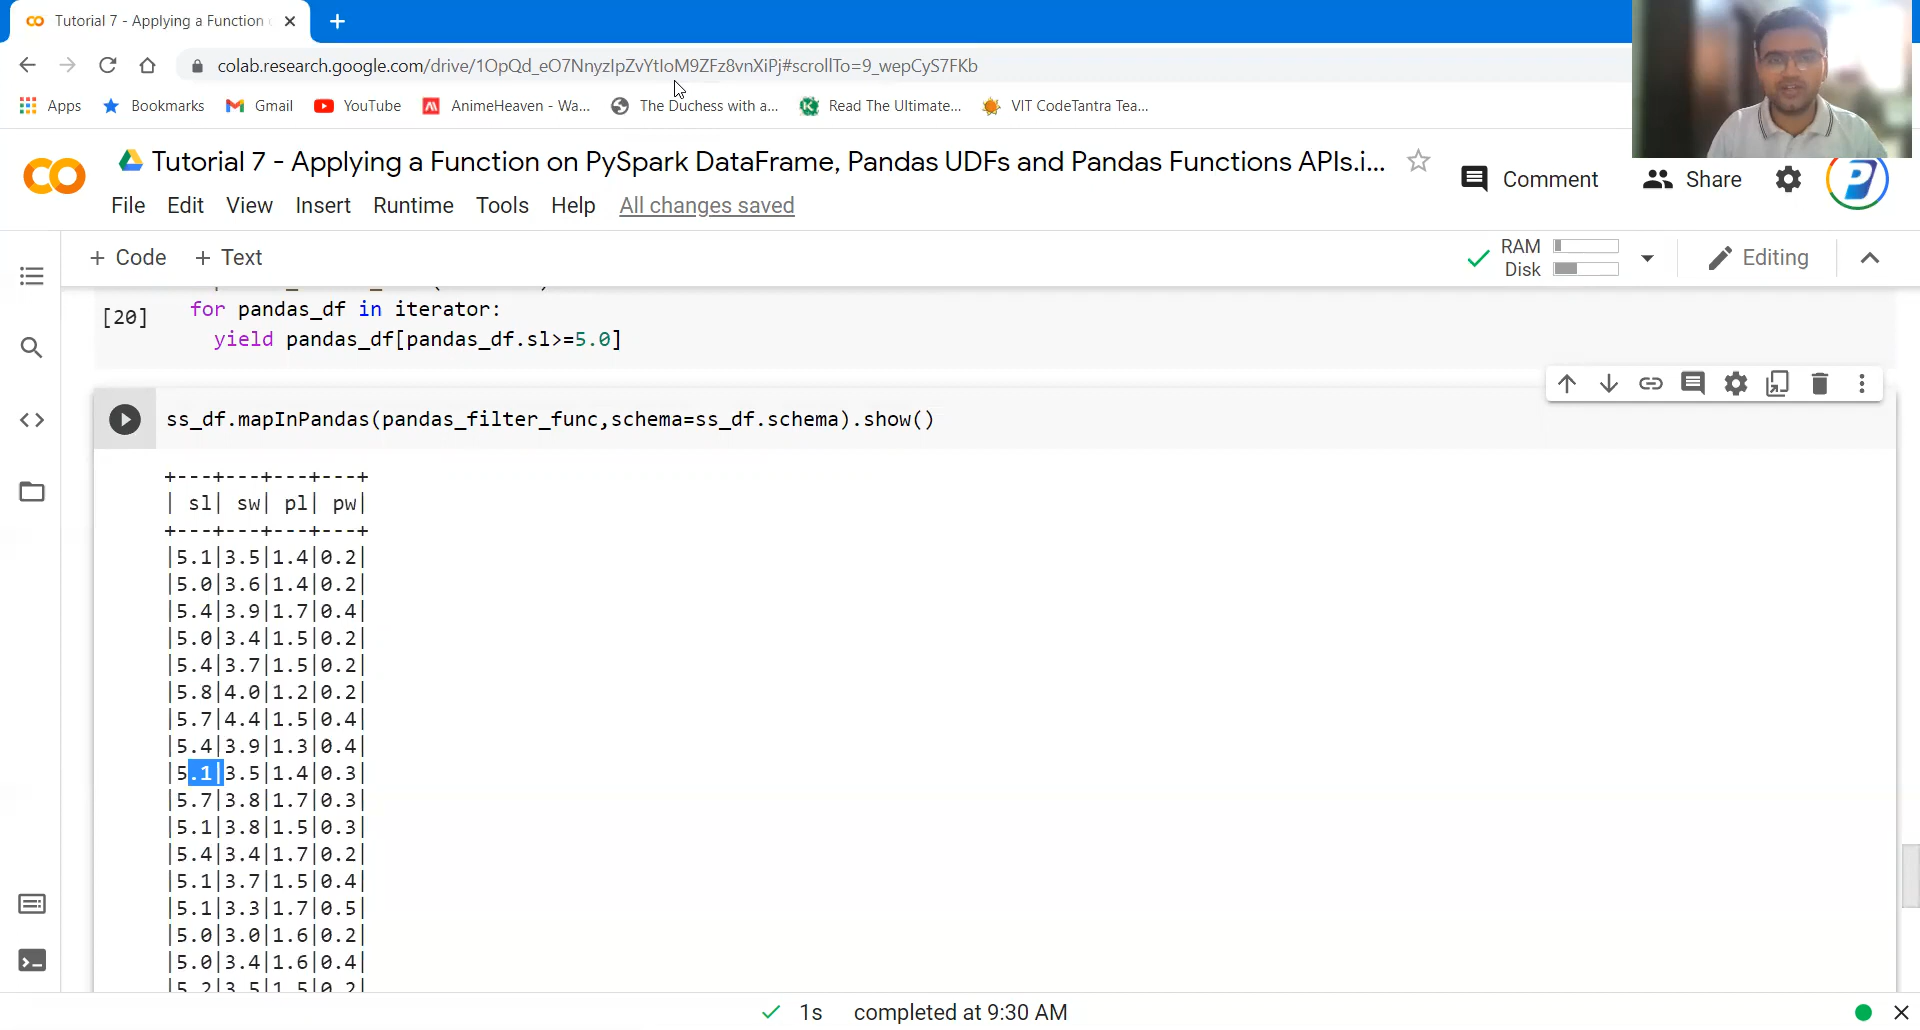 Tutorial 7 - Applying a Function
colab.research.google.com/drive/1OpQd_eO7NnyzIpZvYtIoM9ZFz8vnXiPj#scrollTo=9_wepCyS7FKb
Apps Bookmarks Gmail YouTube AnimeHeaven - Wa... The Duchess with a... Read The Ultimate... VIT CodeTantra Tea...
Tutorial 7 - Applying a Function on PySpark DataFrame, Pandas UDFs and Pandas Functions APIs.i...
Comment Share
File Edit View Insert Runtime Tools Help All changes saved
+ Code + Text
RAM
Disk
Editing
[20]
for pandas_df in iterator:
yield pandas_df[pandas_df.sl>=5.0]
ss_df.mapInPandas(pandas_filter_func,schema=ss_df.schema).show()
+---+---+---+---+
| sl| sw| pl| pw|
+---+---+---+---+
|5.1|3.5|1.4|0.2|
|5.0|3.6|1.4|0.2|
|5.4|3.9|1.7|0.4|
|5.0|3.4|1.5|0.2|
|5.4|3.7|1.5|0.2|
|5.8|4.0|1.2|0.2|
|5.7|4.4|1.5|0.4|
|5.4|3.9|1.3|0.4|
|5.1|3.5|1.4|0.3|
|5.7|3.8|1.7|0.3|
|5.1|3.8|1.5|0.3|
|5.4|3.4|1.7|0.2|
|5.1|3.7|1.5|0.4|
|5.1|3.3|1.7|0.5|
|5.0|3.0|1.6|0.2|
|5.0|3.4|1.6|0.4|
|5.2|3.5|1.5|0.2|
1s completed at 9:30 AM